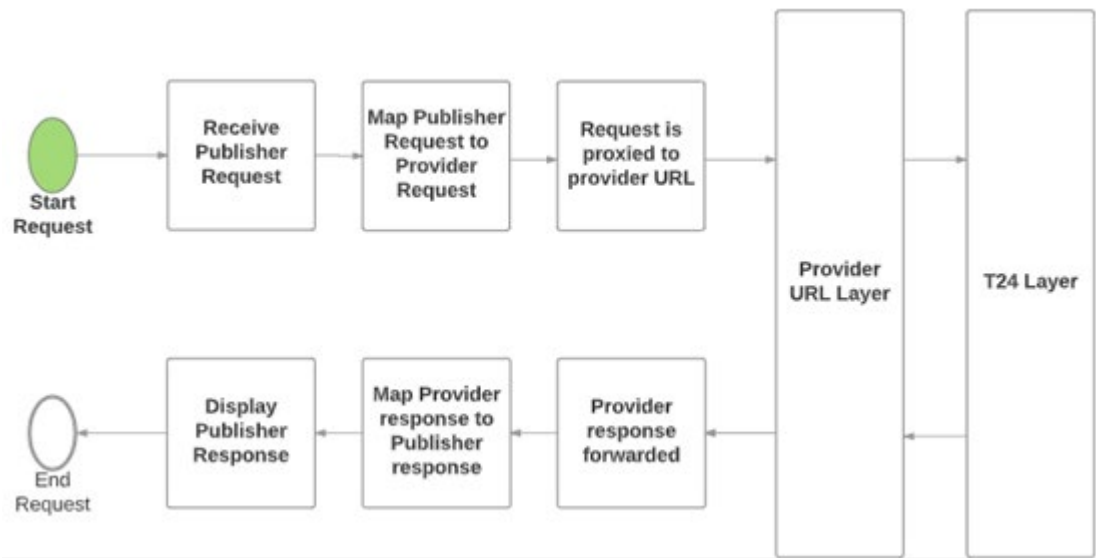 Start
Request
Receive
Publisher
Request
Map Publisher
Request to
Provider
Request
Request is
proxied to
provider URL
Provider
URL Layer
T24 Layer
End
Request
Display
Publisher
Response
Map Provider
response to
Publisher
response
Provider
response
forwarded